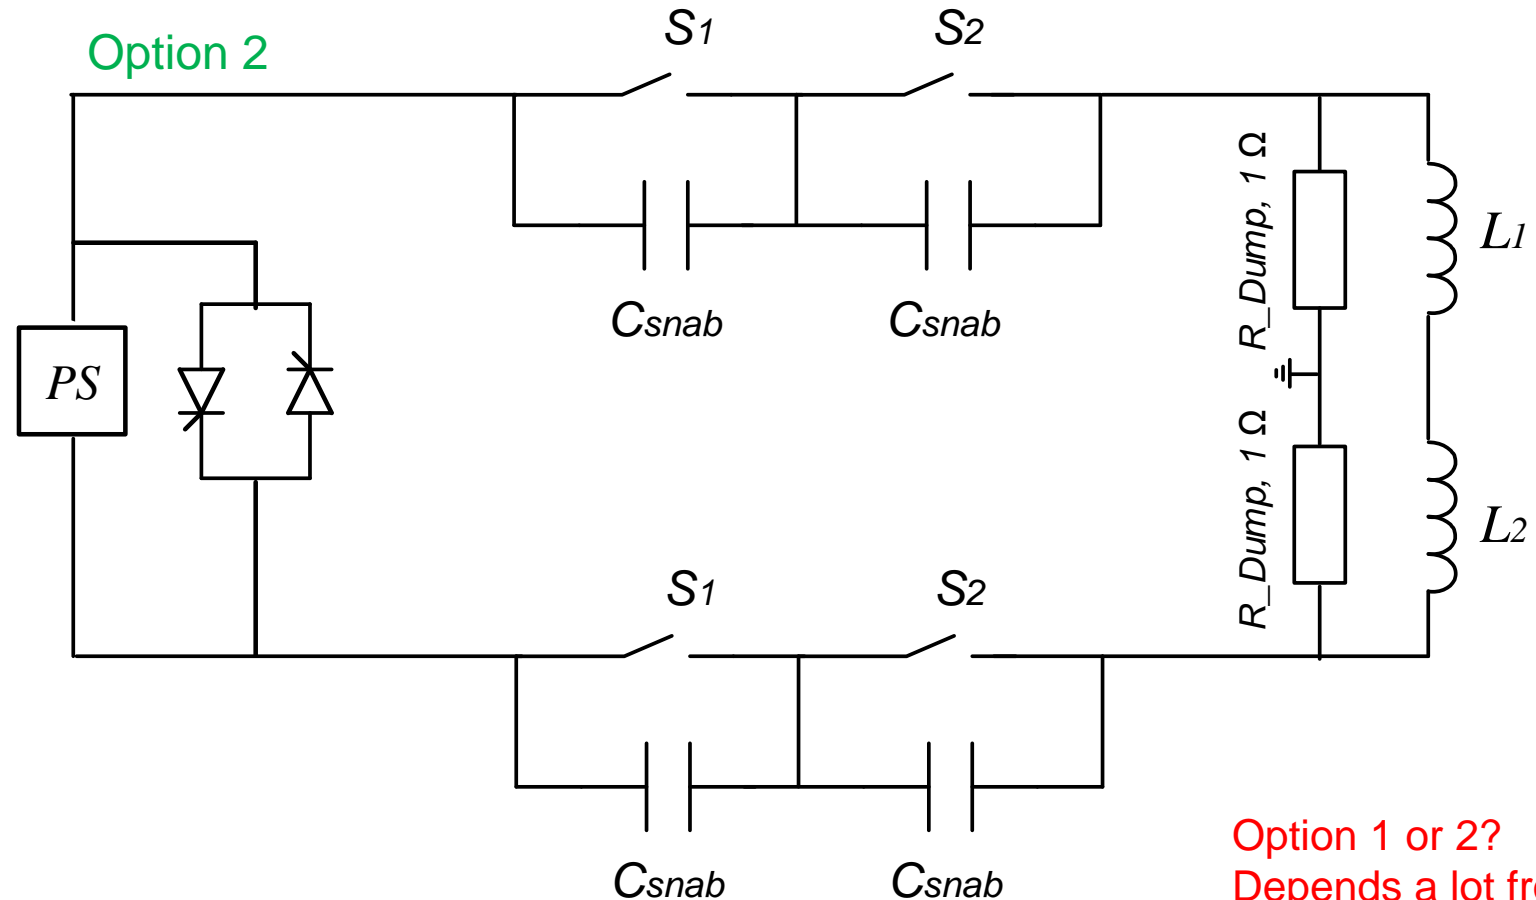 Option 2
S1
S2
R_Dump, 1 Ω
L1
Csnab
Csnab
PS
R_Dump, 1 Ω
L2
S1
S2
Csnab
Csnab
Option 1 or 2?
Depends a lot